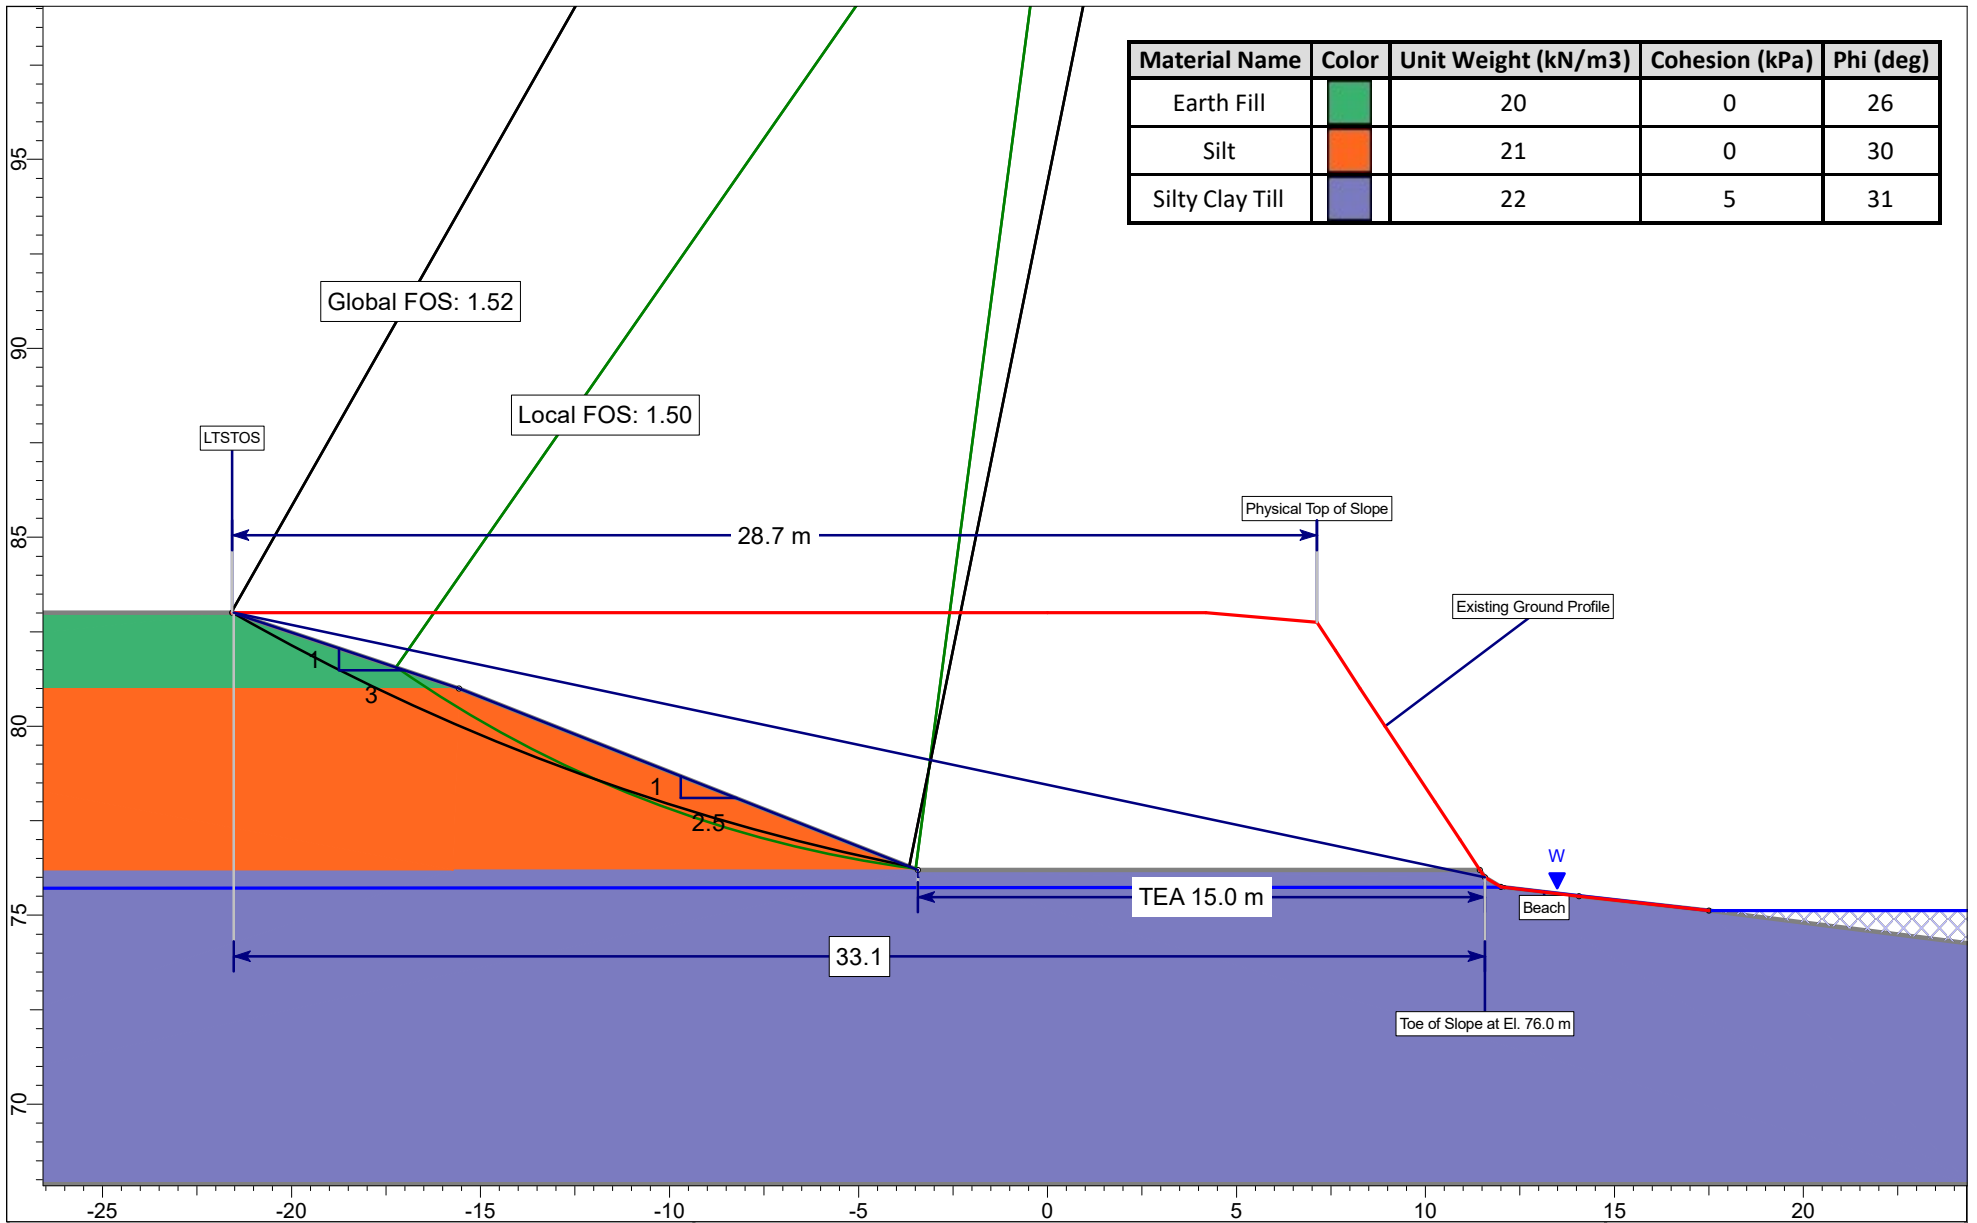 Material Name Color Unit Weight (kN/m3) Cohesion (kPa) Phi (deg)
Earth Fill 20 0 26
Silt 21 0 30
Silty Clay Till 22 5 31
Global FOS: 1.52
Local FOS: 1.50
LTSTOS
Physical Top of Slope
28.7 m
Existing Ground Profile
1
3
1
2.5
W
TEA 15.0 m
Beach
33.1
Toe of Slope at El. 76.0 m
95
90
85
80
75
70
-25 -20 -15 -10 -5 0 5 10 15 20